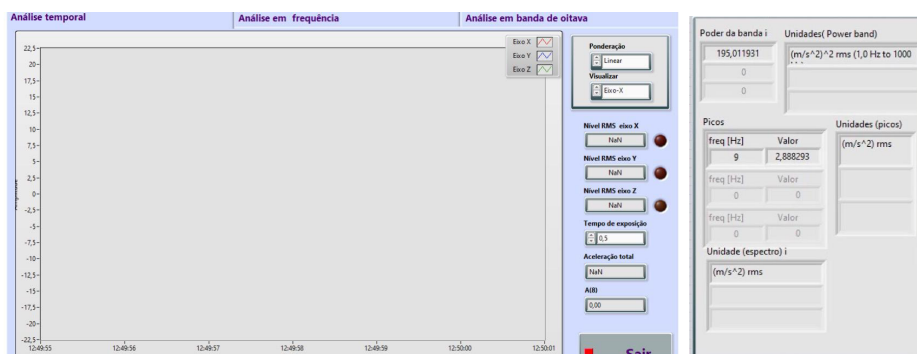 Análise temporal
Análise em frequência
Análise em banda de oitava
Eixo X
Eixo Y
Eixo Z
22,5-
20-
17,5-
15-
12,5-
10-
7,5-
5-
2,5-
0-
-2,5-
-5-
-7,5-
-10-
-12,5-
-15-
-17,5-
-20-
-22,5-
12:49:55
12:49:56
12:49:57
12:49:58
12:49:59
12:50:00
12:50:01
Ponderação
Linear
Visualizar
Eixo-X
Nível RMS eixo X
NaN
Nível RMS eixo Y
NaN
Nível RMS eixo Z
NaN
Tempo de exposição
0,5
Aceleração total
NaN
A(8)
0,00
Sair
Poder da banda i
195,011931
0
0
Unidades( Power band)
(m/s^2)^2 rms (1,0 Hz to 1000
Picos
freq [Hz] Valor
9 2,888293
freq [Hz] Valor
0 0
freq [Hz] Valor
0 0
Unidades (picos)
(m/s^2) rms
Unidade (espectro) i
(m/s^2) rms